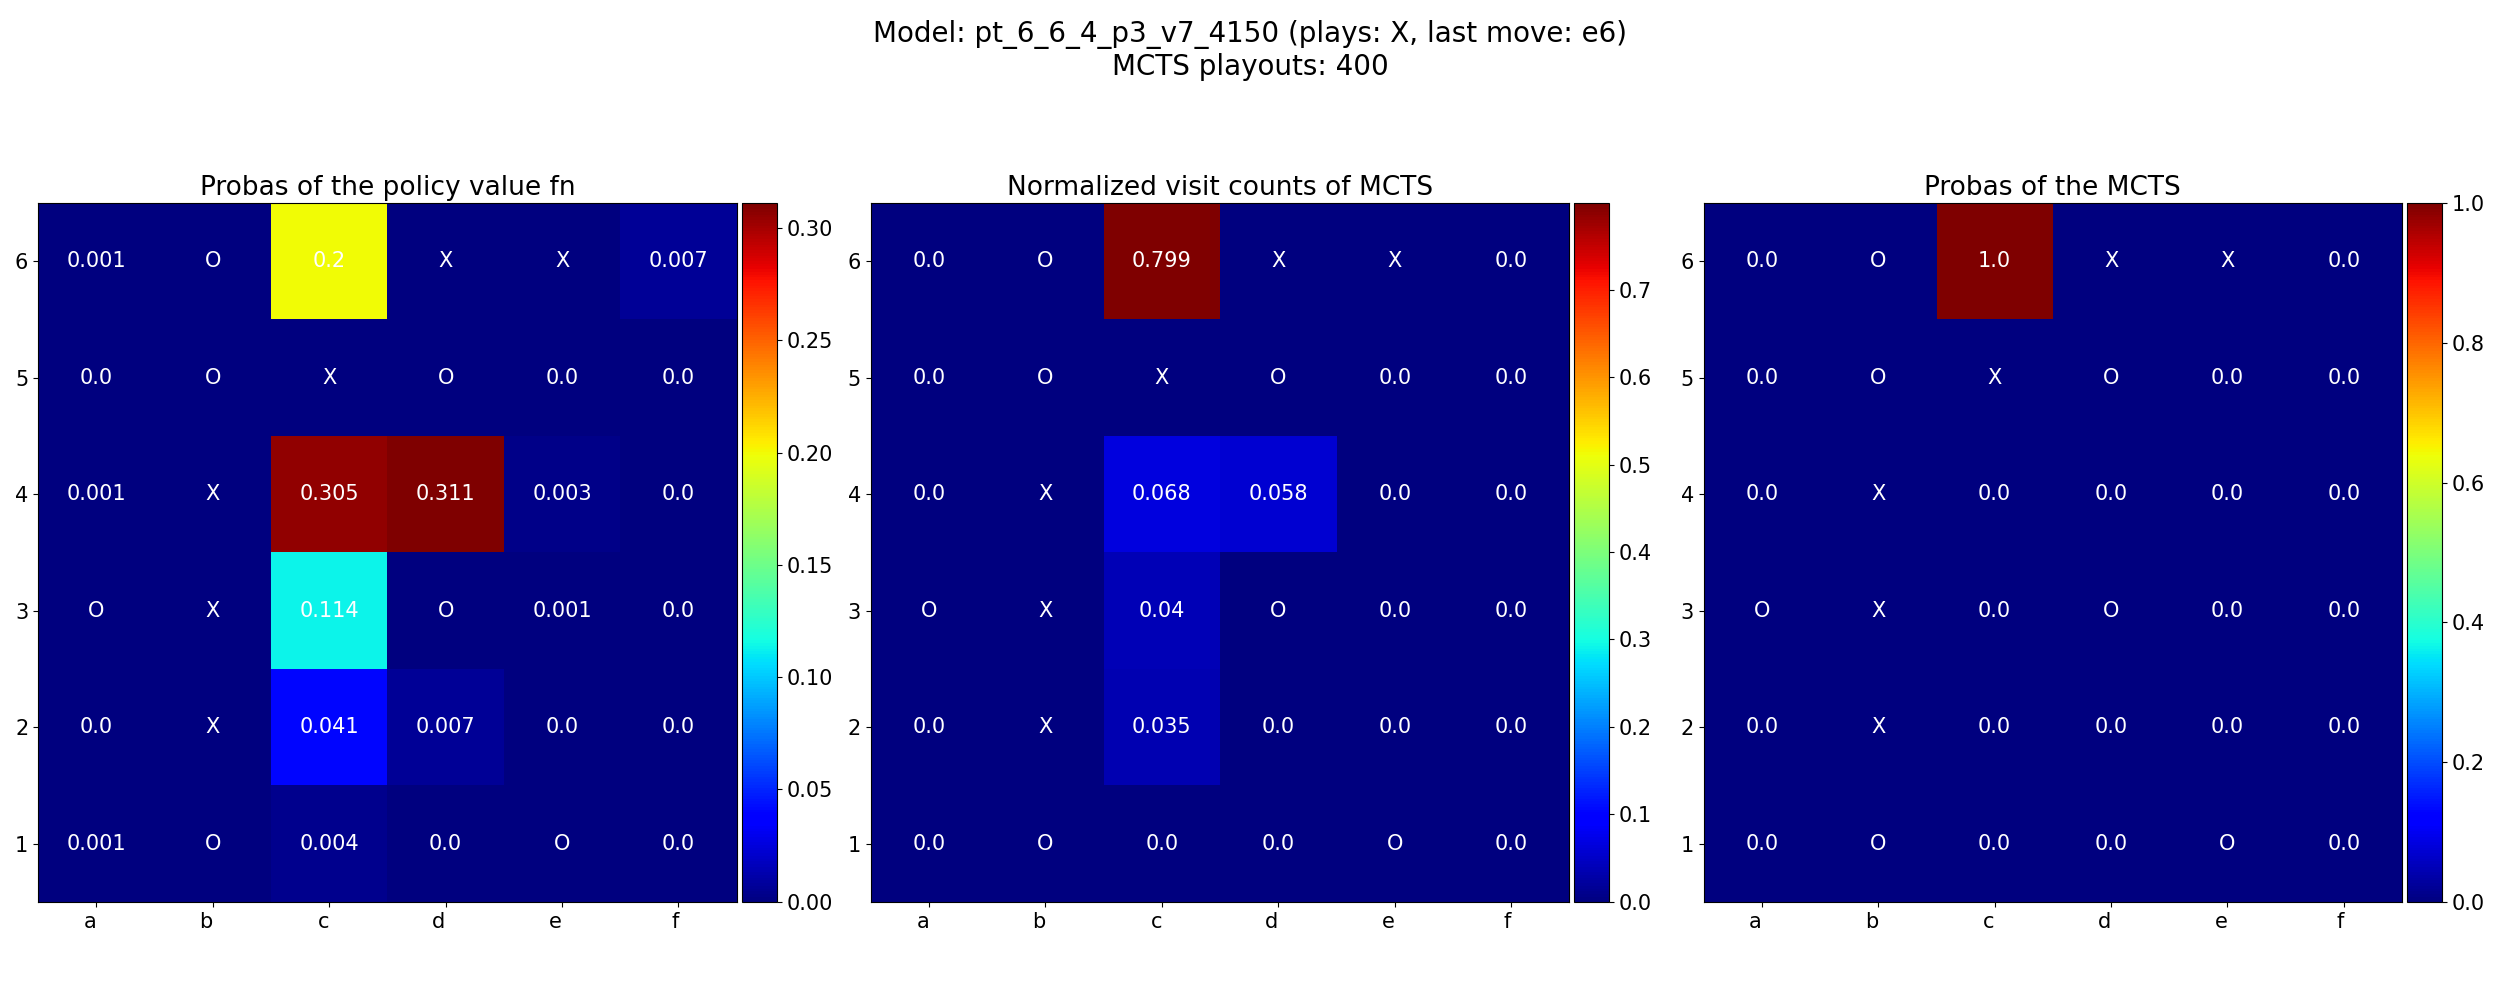 Model: pt_6_6_4_p3_v7_4150 (plays: X, last move: e6)
MCTS playouts: 400
Probas of the policy value fn
6 0.001 O 0.2 X X 0.007
5 0.0 O X O 0.0 0.0
4 0.001 X 0.305 0.311 0.003 0.0
3 O X 0.114 O 0.001 0.0
2 0.0 X 0.041 0.007 0.0 0.0
1 0.001 O 0.004 0.0 O 0.0
a b c d e f
0.30
0.25
0.20
0.15
0.10
0.05
0.00
Normalized visit counts of MCTS
6 0.0 O 0.799 X X 0.0
5 0.0 O X O 0.0 0.0
4 0.0 X 0.068 0.058 0.0 0.0
3 O X 0.04 O 0.0 0.0
2 0.0 X 0.035 0.0 0.0 0.0
1 0.0 O 0.0 0.0 O 0.0
a b c d e f
0.7
0.6
0.5
0.4
0.3
0.2
0.1
0.0
Probas of the MCTS
6 0.0 O 1.0 X X 0.0
5 0.0 O X O 0.0 0.0
4 0.0 X 0.0 0.0 0.0 0.0
3 O X 0.0 O 0.0 0.0
2 0.0 X 0.0 0.0 0.0 0.0
1 0.0 O 0.0 0.0 O 0.0
a b c d e f
1.0
0.8
0.6
0.4
0.2
0.0